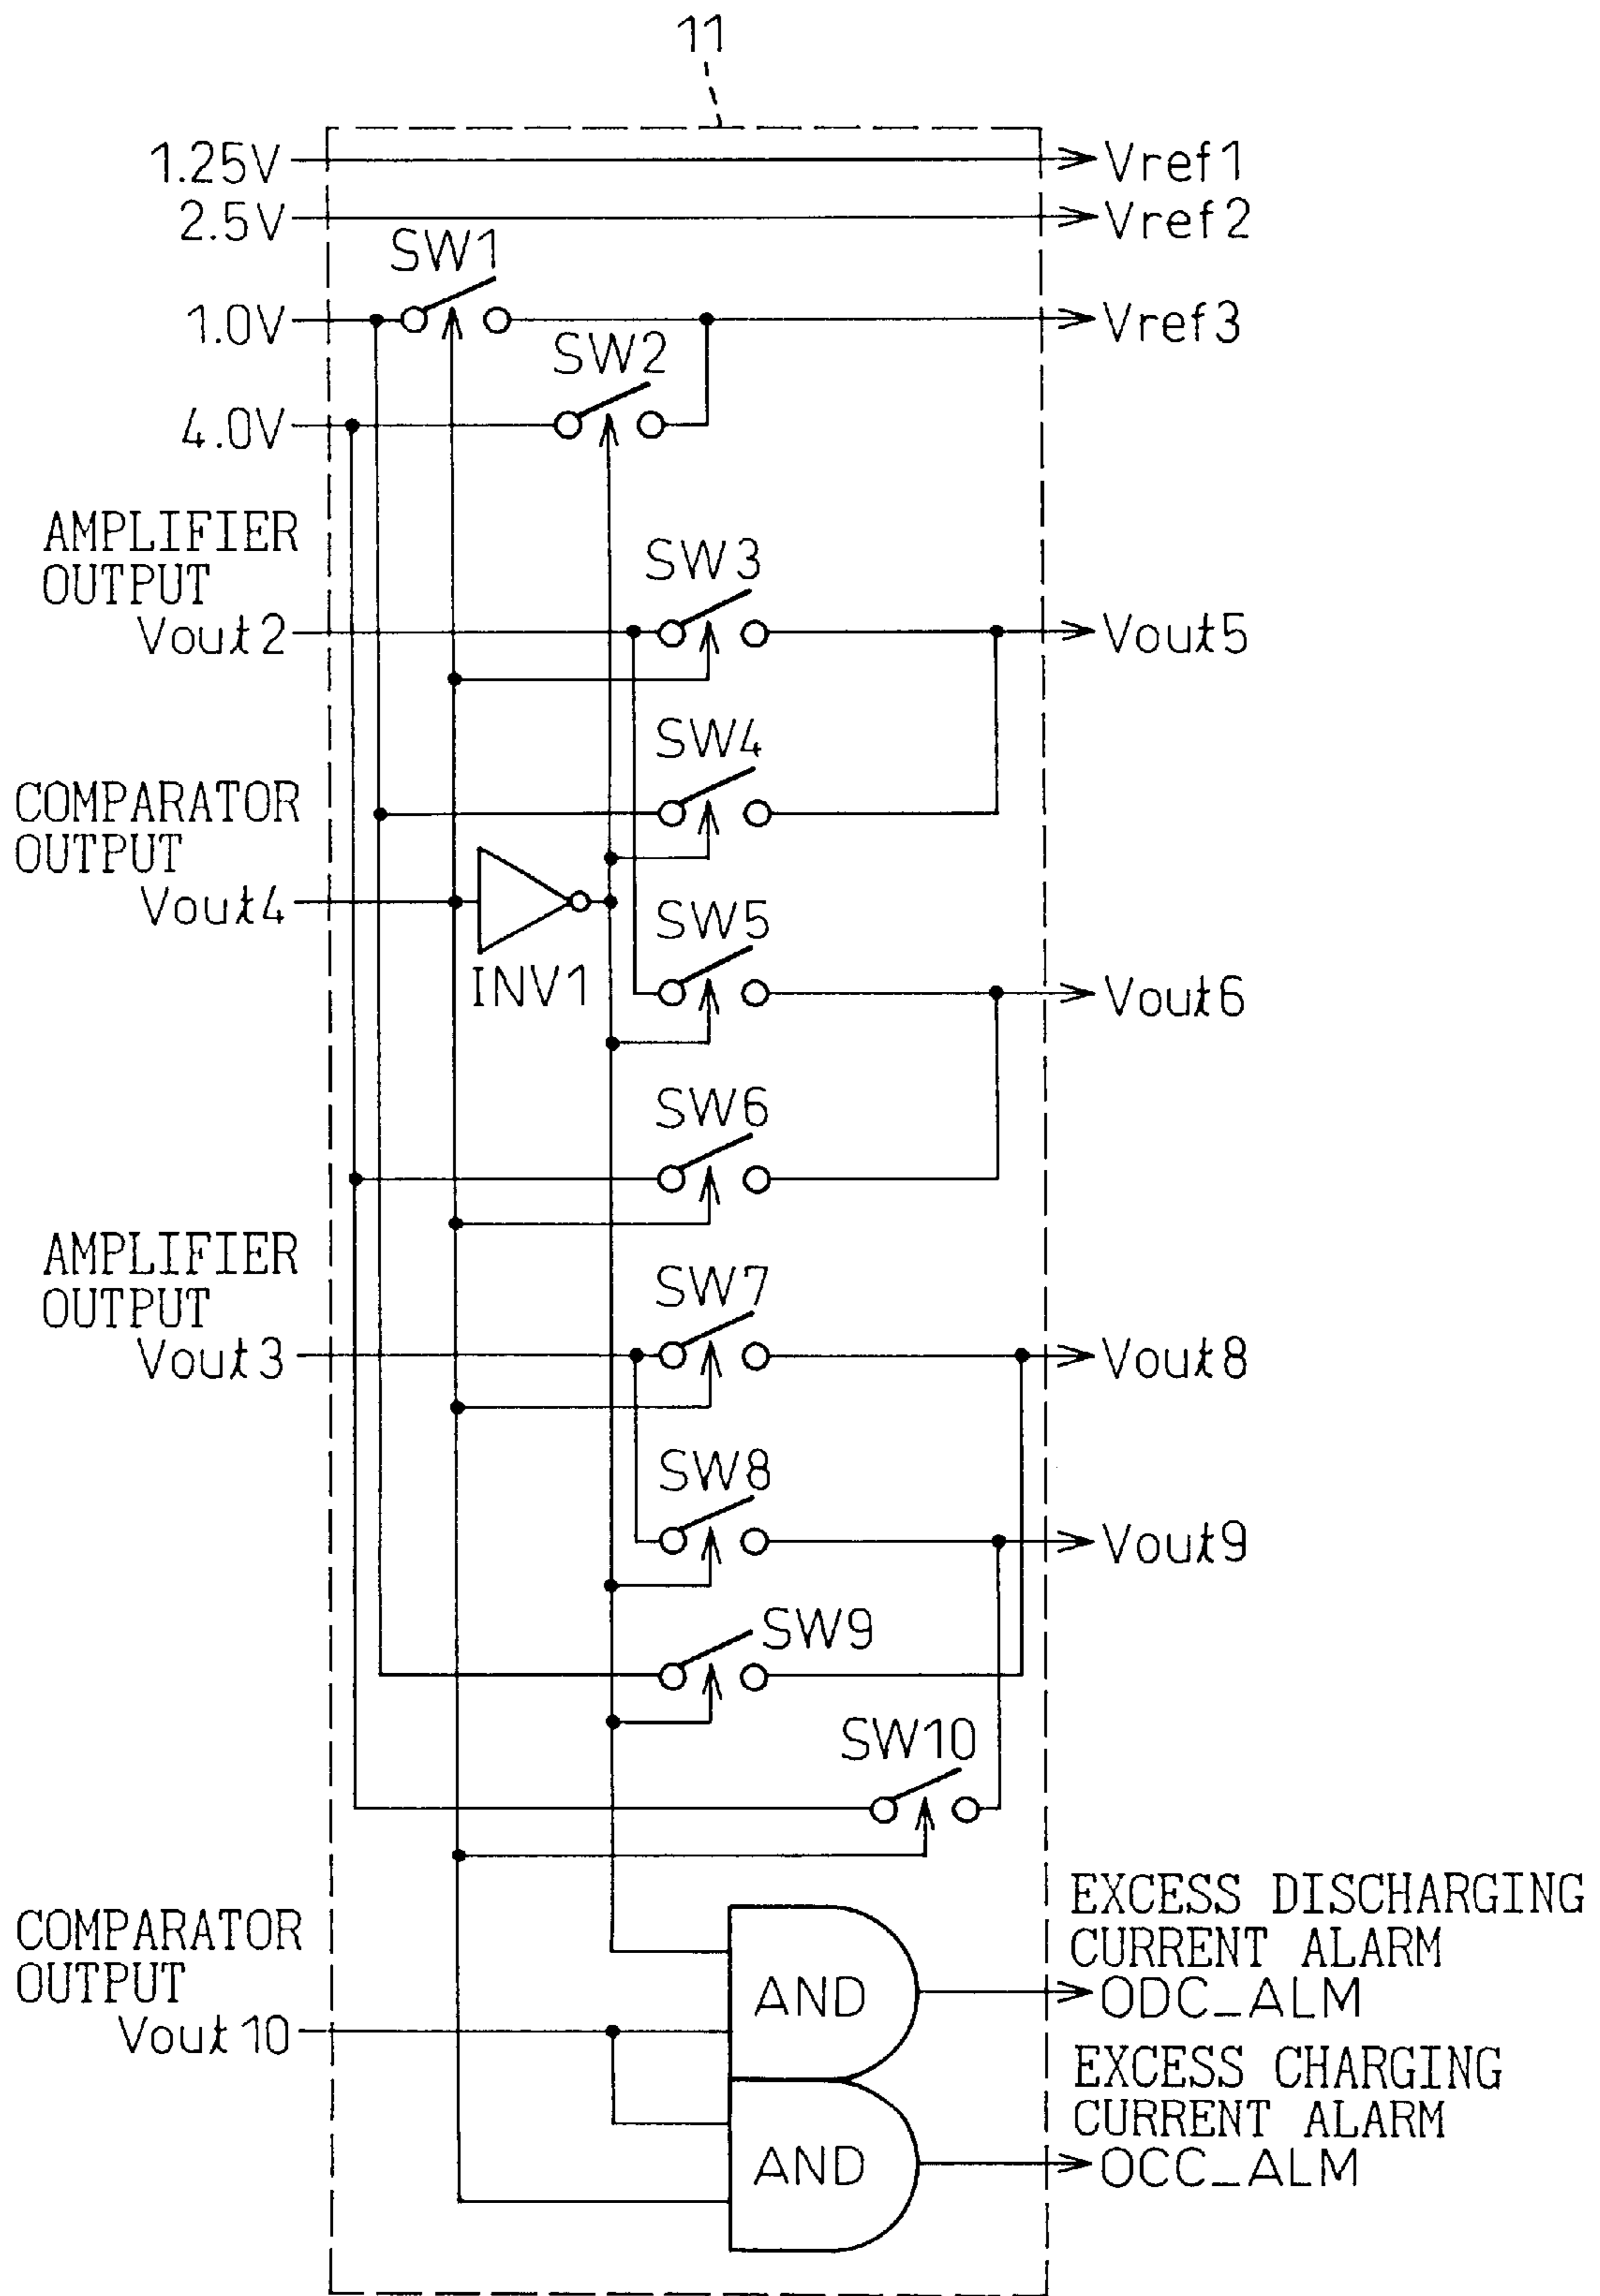 11
1.25V
Vref1
2.5V
Vref2
SW1
1.0V
Vref3
SW2
4.0V
AMPLIFIER
OUTPUT
Vout2
SW3
Vout5
SW4
COMPARATOR
OUTPUT
Vout4
INV1
SW5
Vout6
SW6
AMPLIFIER
OUTPUT
Vout3
SW7
Vout8
SW8
Vout9
SW9
SW10
COMPARATOR
OUTPUT
Vout10
AND
EXCESS DISCHARGING
CURRENT ALARM
ODC_ALM
AND
EXCESS CHARGING
CURRENT ALARM
OCC_ALM